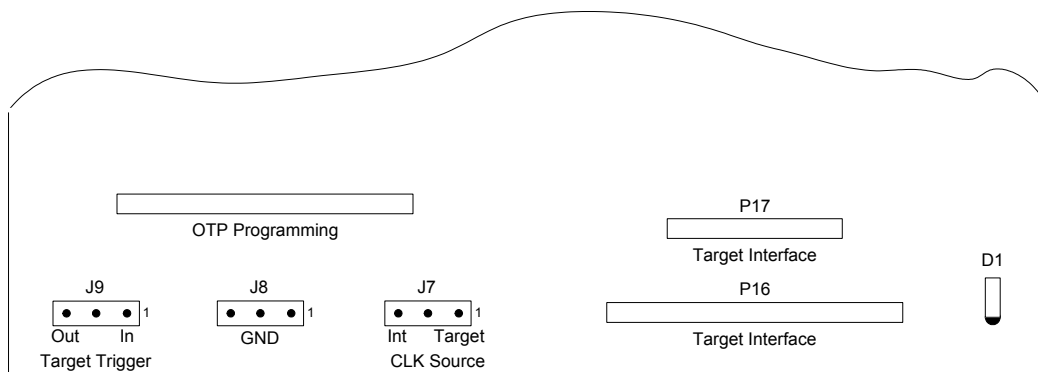 OTP Programming
P17
Target Interface
D1
J9
J8
J7
P16
1
1
1
Out In
GND
Int Target
Target Interface
Target Trigger
CLK Source